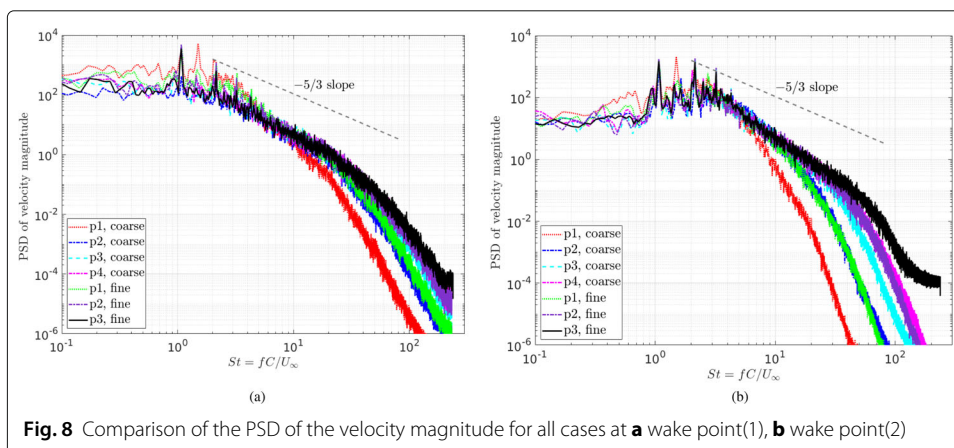 10^4
10^2
10^0
10^-2
10^-4
10^-6
PSD of velocity magnitude
−5/3 slope
p1, coarse
p2, coarse
p3, coarse
p4, coarse
p1, fine
p2, fine
p3, fine
10^-1 10^0 10^1 10^2
St = fC/U∞
(a)
10^4
10^2
10^0
10^-2
10^-4
10^-6
PSD of velocity magnitude
−5/3 slope
p1, coarse
p2, coarse
p3, coarse
p4, coarse
p1, fine
p2, fine
p3, fine
10^-1 10^0 10^1 10^2
St = fC/U∞
(b)
Fig. 8 Comparison of the PSD of the velocity magnitude for all cases at a wake point(1), b wake point(2)